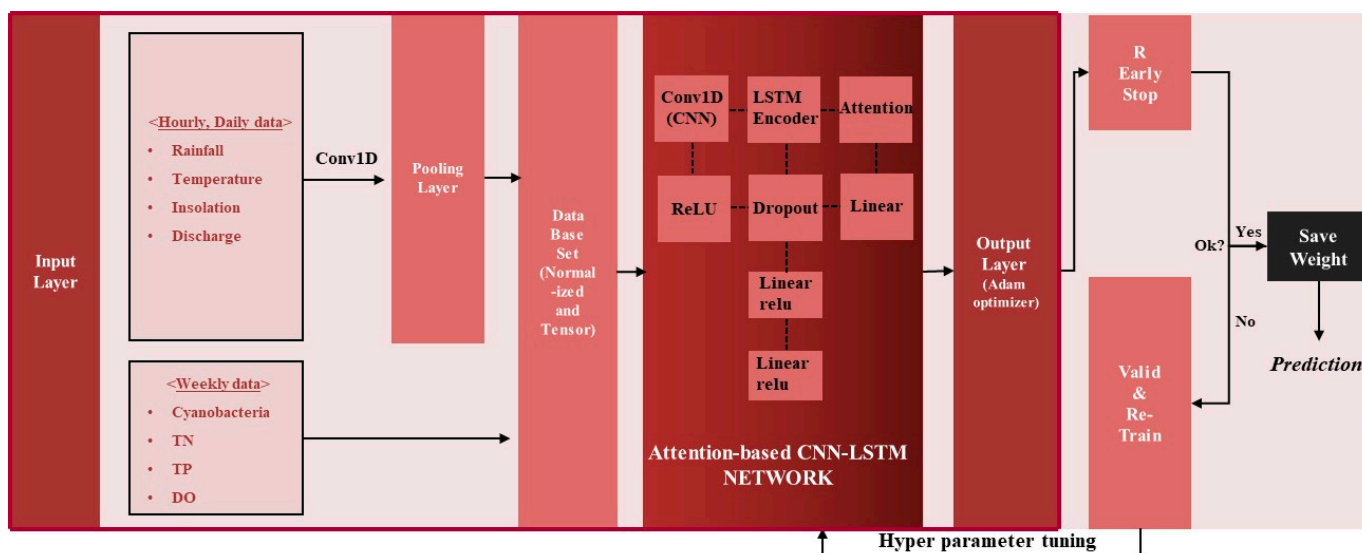 Input
Layer
<Hourly, Daily data>
• Rainfall
• Temperature
• Insolation
• Discharge
<Weekly data>
• Cyanobacteria
• TN
• TP
• DO
Conv1D
Pooling
Layer
Data
Base
Set
(Normal
-ized
and
Tensor)
Conv1D
(CNN)
LSTM
Encoder
Attention
ReLU
Dropout
Linear
Linear
relu
Linear
relu
Attention-based CNN-LSTM
NETWORK
Output
Layer
(Adam
optimizer)
R
Early
Stop
Ok?
Yes
No
Save
Weight
Prediction
Valid
&
Re-
Train
Hyper parameter tuning